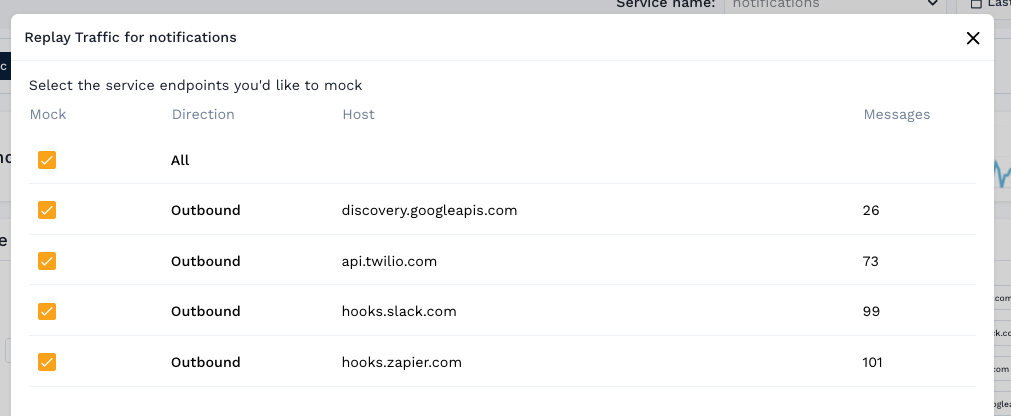 Service name: notifications
Replay Traffic for notifications
Select the service endpoints you'd like to mock
Mock Direction Host Messages
All
Outbound discovery.googleapis.com 26
Outbound api.twilio.com 73
Outbound hooks.slack.com 99
Outbound hooks.zapier.com 101